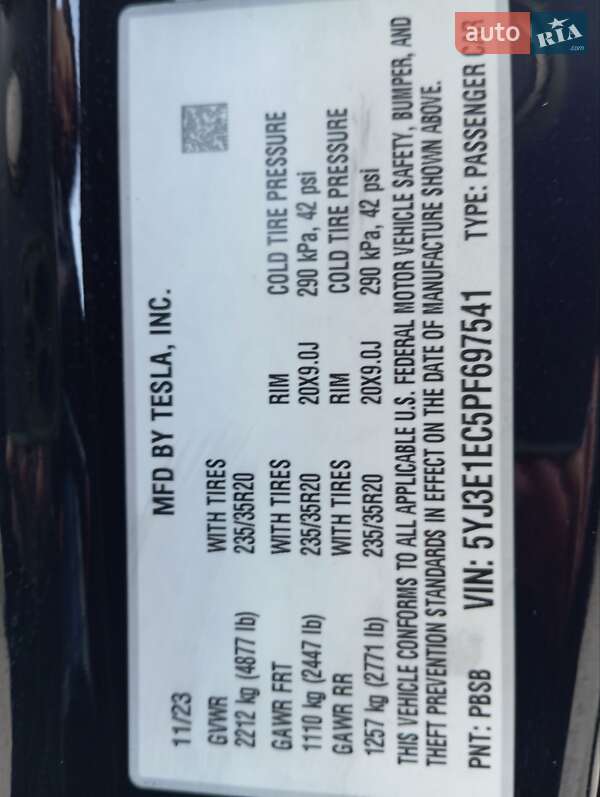 auto RIA.com
11/23 MFD BY TESLA, INC.
GVWR WITH TIRES
2212 kg (4877 lb) 235/35R20
GAWR FRT WITH TIRES RIM COLD TIRE PRESSURE
1110 kg (2447 lb) 235/35R20 20X9.0J 290 kPa, 42 psi
GAWR RR WITH TIRES RIM COLD TIRE PRESSURE
1257 kg (2771 lb) 235/35R20 20X9.0J 290 kPa, 42 psi
THIS VEHICLE CONFORMS TO ALL APPLICABLE U.S. FEDERAL MOTOR VEHICLE SAFETY, BUMPER, AND
THEFT PREVENTION STANDARDS IN EFFECT ON THE DATE OF MANUFACTURE SHOWN ABOVE.
PNT: PBSB VIN: 5YJ3E1EC5PF697541 TYPE: PASSENGER CAR